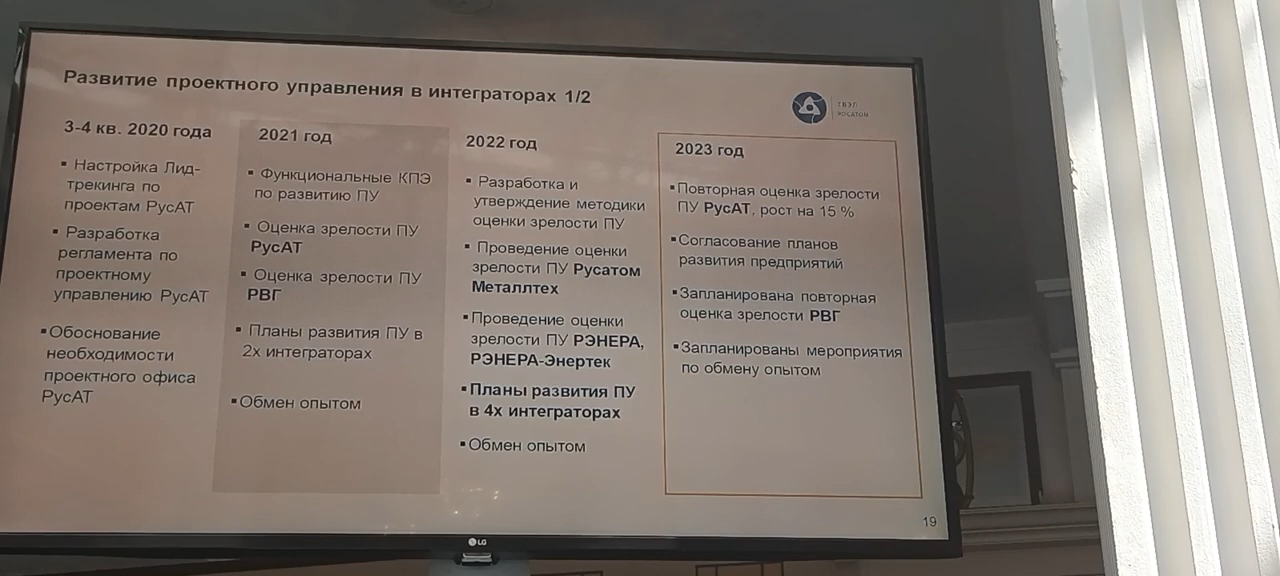 Развитие проектного управления в интеграторах 1/2
ТВЭЛ
РОСАТОМ
3-4 кв. 2020 года
▪ Настройка Лид-
трекинга по
проектам РусАТ
▪ Разработка
регламента по
проектному
управлению РусАТ
▪Обоснование
необходимости
проектного офиса
РусАТ
2021 год
▪ Функциональные КПЭ
по развитию ПУ
▪ Оценка зрелости ПУ
РусАТ
▪ Оценка зрелости ПУ
РВГ
▪ Планы развития ПУ в
2х интеграторах
▪Обмен опытом
2022 год
▪ Разработка и
утверждение методики
оценки зрелости ПУ
▪ Проведение оценки
зрелости ПУ Русатом
Металлтех
▪Проведение оценки
зрелости ПУ РЭНЕРА,
РЭНЕРА-Энертек
▪Планы развития ПУ
в 4х интеграторах
▪Обмен опытом
2023 год
▪Повторная оценка зрелости
ПУ РусАТ, рост на 15 %
▪Согласование планов
развития предприятий
▪Запланирована повторная
оценка зрелости РВГ
▪Запланированы мероприятия
по обмену опытом
19
LG